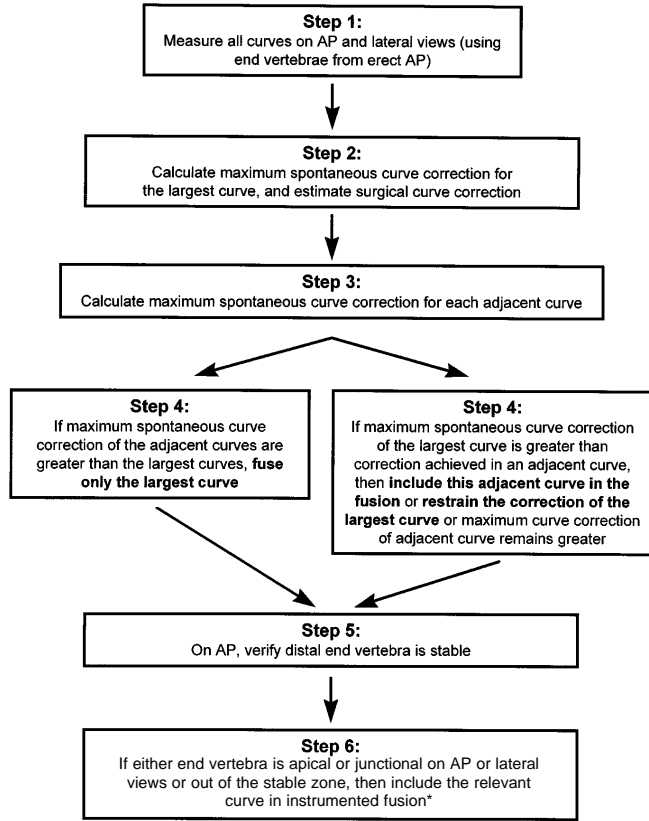 Step 1:
Measure all curves on AP and lateral views (using
end vertebrae from erect AP)
Step 2:
Calculate maximum spontaneous curve correction for
the largest curve, and estimate surgical curve correction
Step 3:
Calculate maximum spontaneous curve correction for each adjacent curve
Step 4:
If maximum spontaneous curve
correction of the adjacent curves are
greater than the largest curves, fuse
only the largest curve
Step 4:
If maximum spontaneous curve correction
of the largest curve is greater than
correction achieved in an adjacent curve,
then include this adjacent curve in the
fusion or restrain the correction of the
largest curve or maximum curve correction
of adjacent curve remains greater
Step 5:
On AP, verify distal end vertebra is stable
Step 6:
If either end vertebra is apical or junctional on AP or lateral
views or out of the stable zone, then include the relevant
curve in instrumented fusion*